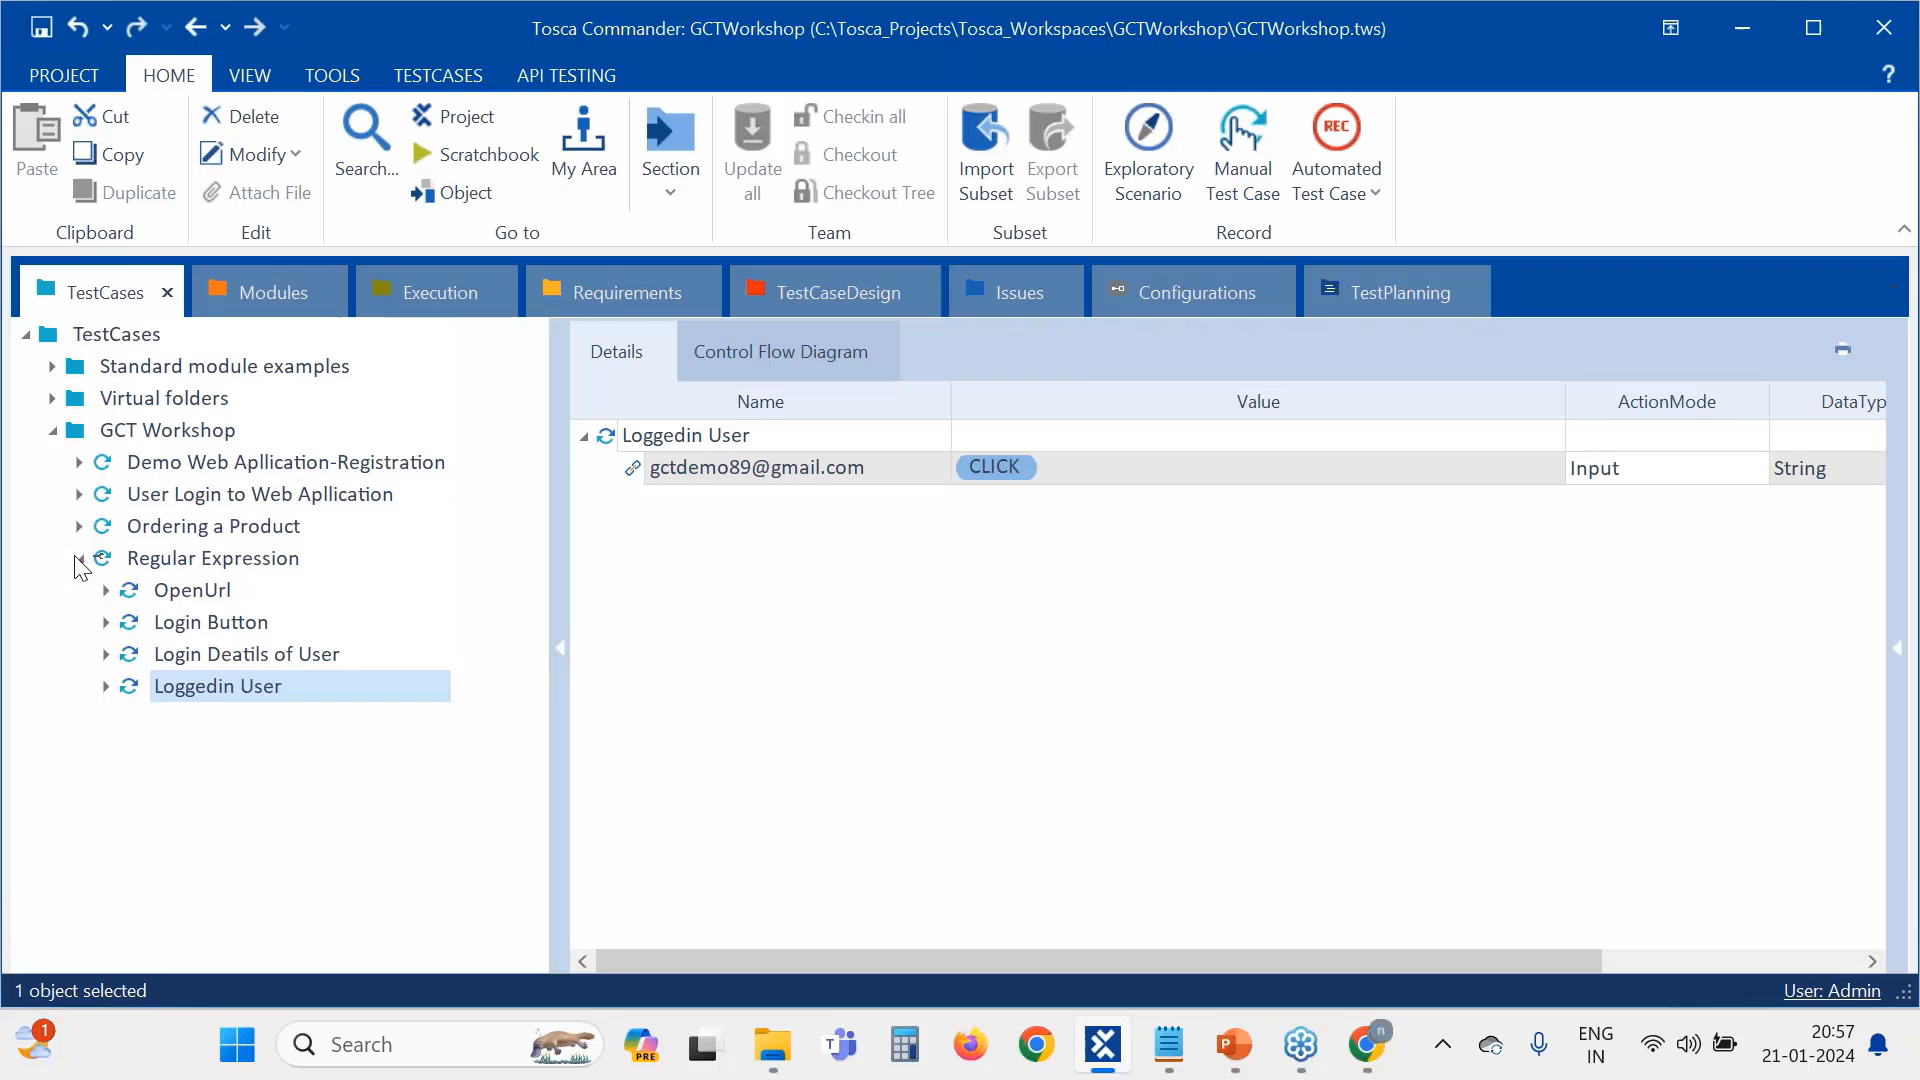 Tosca Commander: GCTWorkshop (C:\Tosca_Projects\Tosca_Workspaces\GCTWorkshop\GCTWorkshop.tws)
PROJECT HOME VIEW TOOLS TESTCASES API TESTING ?
Paste Cut Copy Duplicate
Clipboard
Delete Modify Attach File
Edit
Search... Project Scratchbook Object My Area Section
Go to
Update all Checkin all Checkout Checkout Tree
Team
Import Subset Export Subset
Subset
Exploratory Scenario Manual Test Case REC Automated Test Case
Record
TestCases × Modules Execution Requirements TestCaseDesign Issues Configurations TestPlanning
TestCases
Standard module examples
Virtual folders
GCT Workshop
Demo Web Apllication-Registration
User Login to Web Apllication
Ordering a Product
Regular Expression
OpenUrl
Login Button
Login Deatils of User
Loggedin User
Details Control Flow Diagram
Name Value ActionMode DataTyp
Loggedin User
gctdemo89@gmail.com CLICK Input String
1 object selected User: Admin
1 Search PRE T n ENG 20:57
IN 21-01-2024